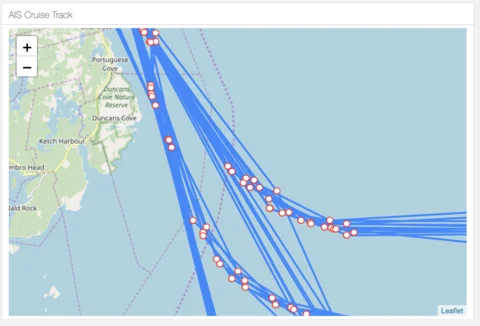 AIS Cruise Track
+
−
Portuguese
Cove
Duncans
Cove Nature
Reserve
Duncans Cove
Ketch Harbour
mbro Head
ald Rock
Leaflet